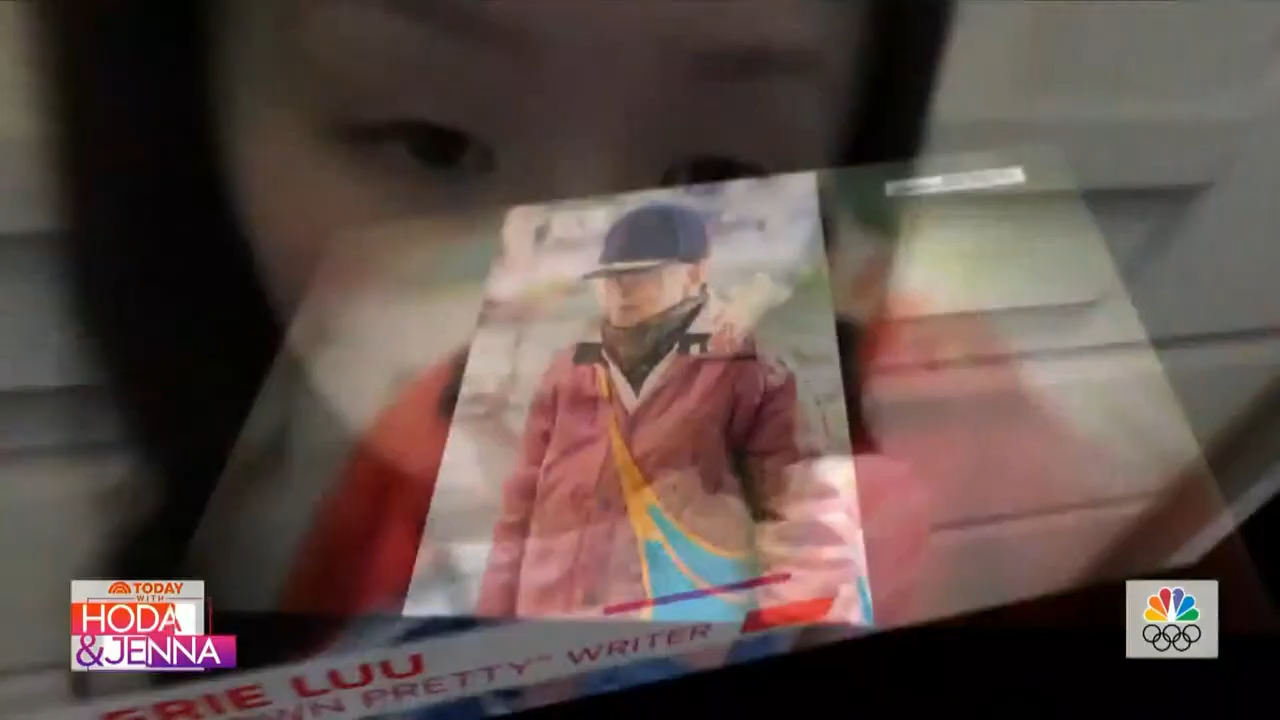 TODAY
WITH
HODA
&JENNA
ERIE LUU
WN PRETTY" WRITER